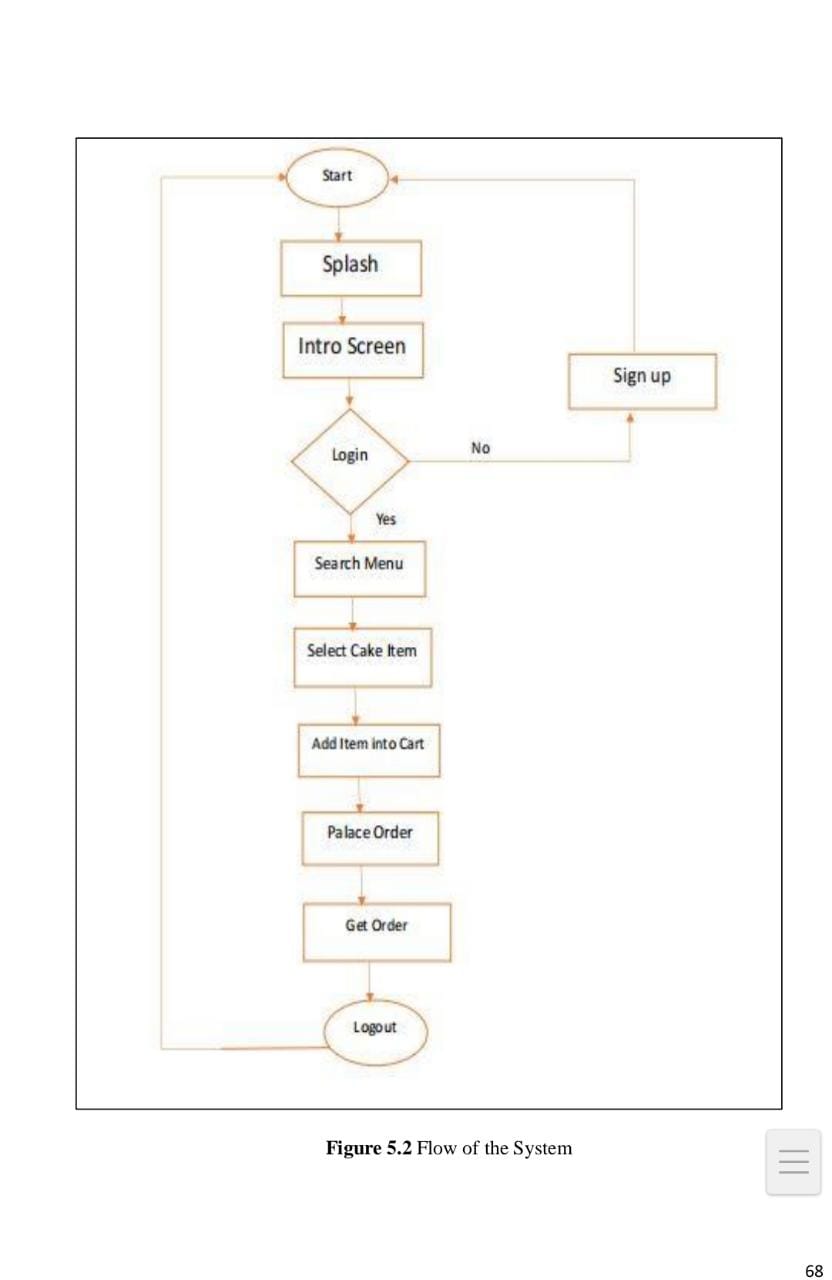 Start
Splash
Intro Screen
Sign up
Login
No
Yes
Search Menu
Select Cake Item
Add Item into Cart
Palace Order
Get Order
Logout
Figure 5.2 Flow of the System
68